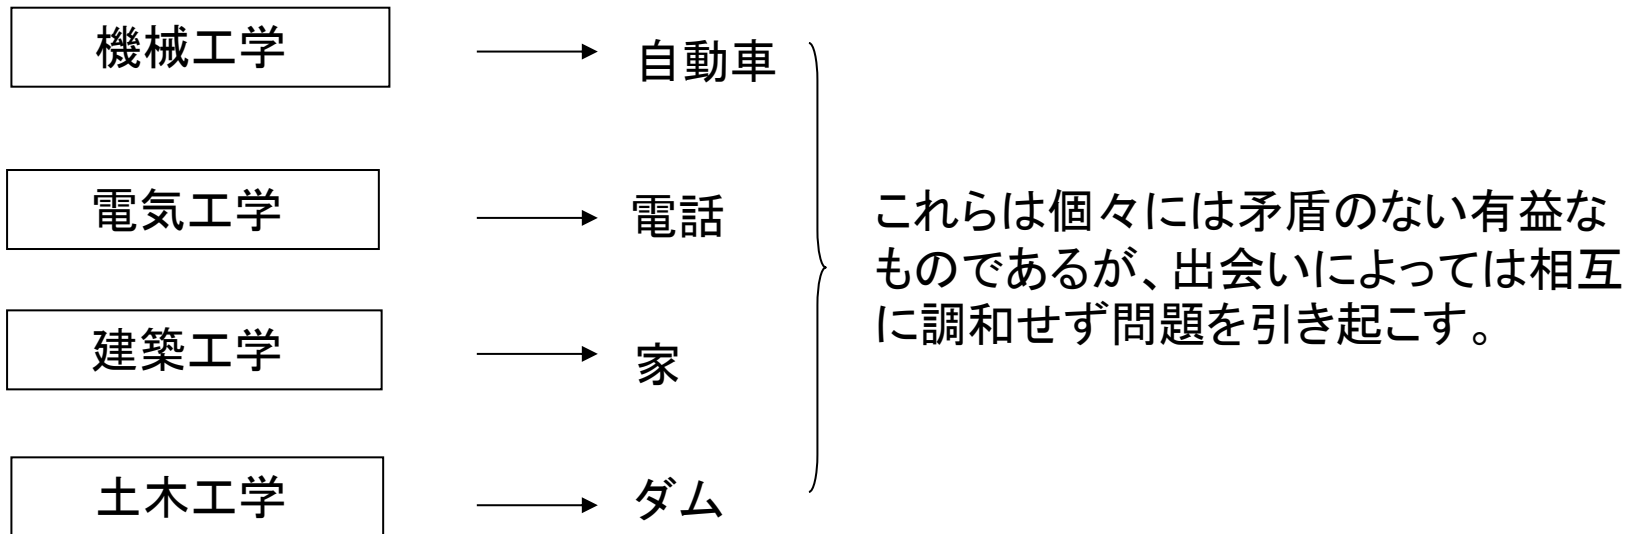 機械工学
自動車
電気工学
電話
建築工学
家
土木工学
ダム
これらは個々には矛盾のない有益な
ものであるが、出会いによっては相互
に調和せず問題を引き起こす。